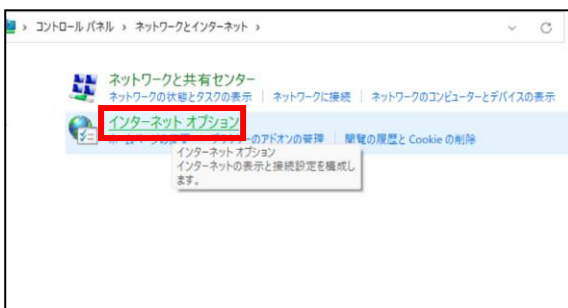 › コントロール パネル › ネットワークとインターネット ›
ネットワークと共有センター
ネットワークの状態とタスクの表示 | ネットワークに接続 | ネットワークのコンピューターとデバイスの表示
インターネット オプション
のアドオンの管理 | 閲覧の履歴と Cookie の削除
インターネット オプション
インターネットの表示と接続設定を構成し
ます。